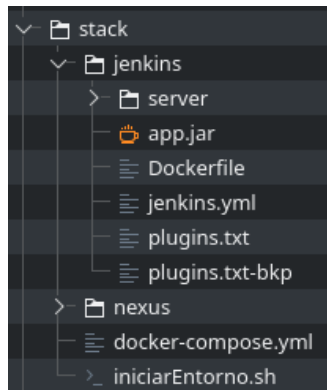 stack
jenkins
server
app.jar
Dockerfile
jenkins.yml
plugins.txt
plugins.txt-bkp
nexus
docker-compose.yml
iniciarEntorno.sh